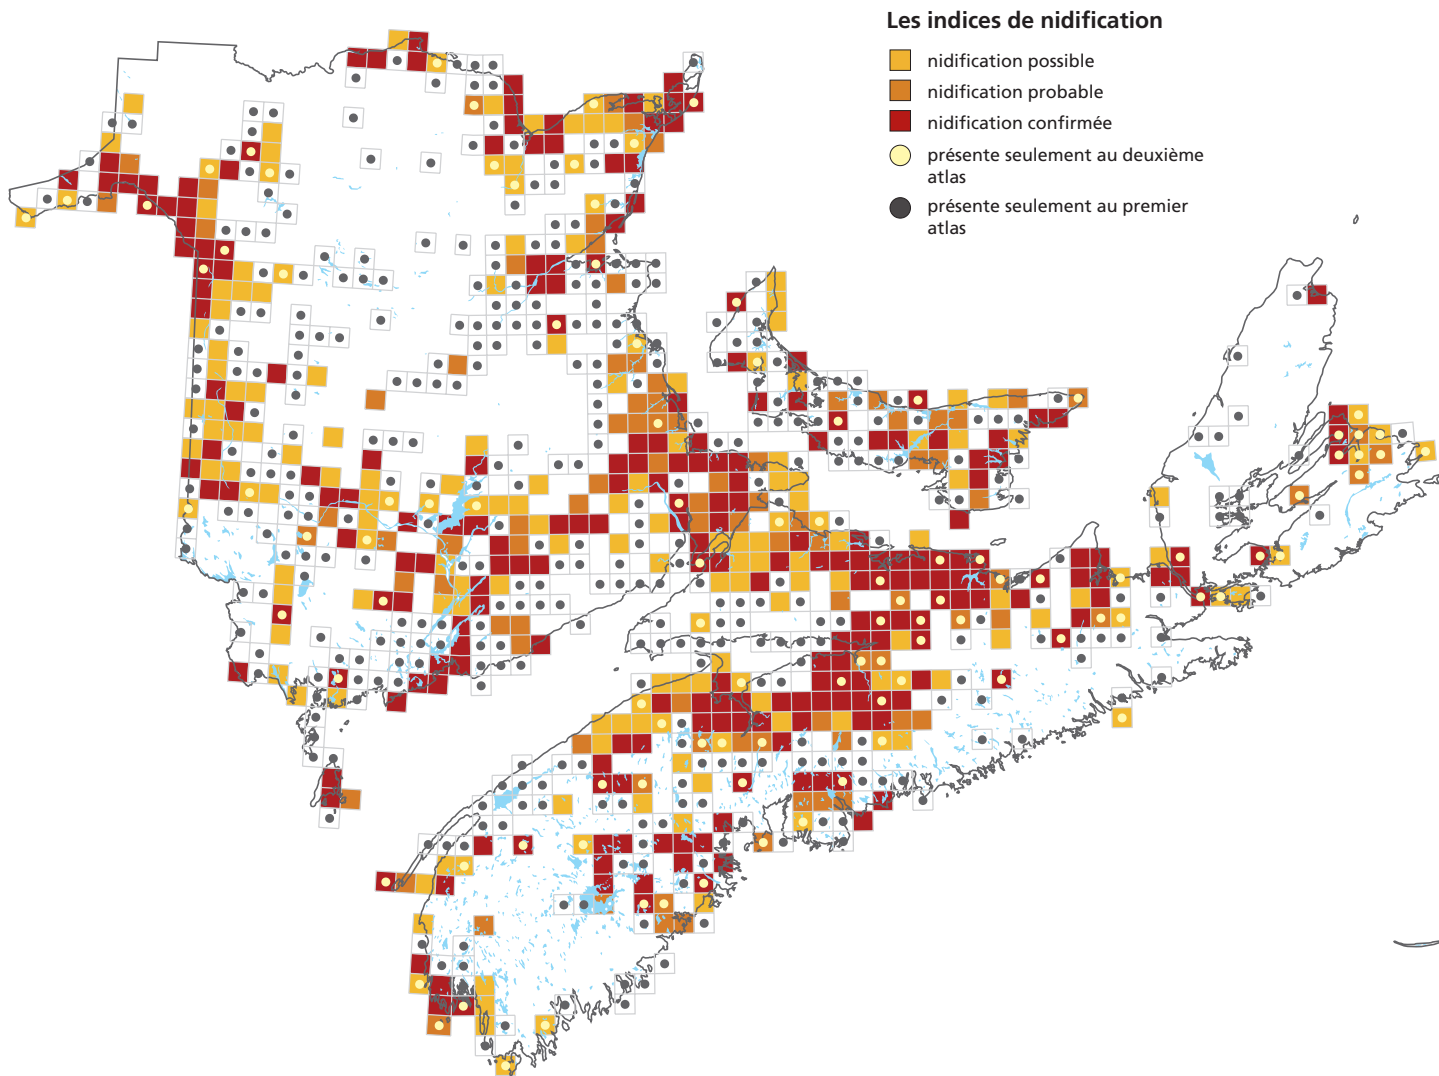 Les indices de nidification
nidification possible
nidification probable
nidification confirmée
présente seulement au deuxième
atlas
présente seulement au premier
atlas